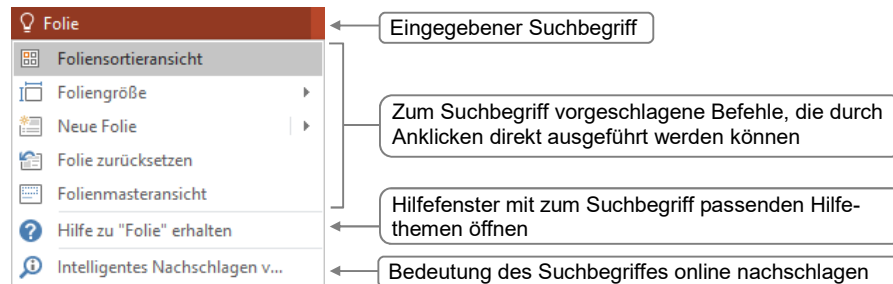 Folie
Eingegebener Suchbegriff
Foliensortieransicht
Foliengröße
Neue Folie
Folie zurücksetzen
Folienmasteransicht
Zum Suchbegriff vorgeschlagene Befehle, die durch
Anklicken direkt ausgeführt werden können
Hilfe zu "Folie" erhalten
Hilfefenster mit zum Suchbegriff passenden Hilfe-
themen öffnen
Intelligentes Nachschlagen v...
Bedeutung des Suchbegriffes online nachschlagen